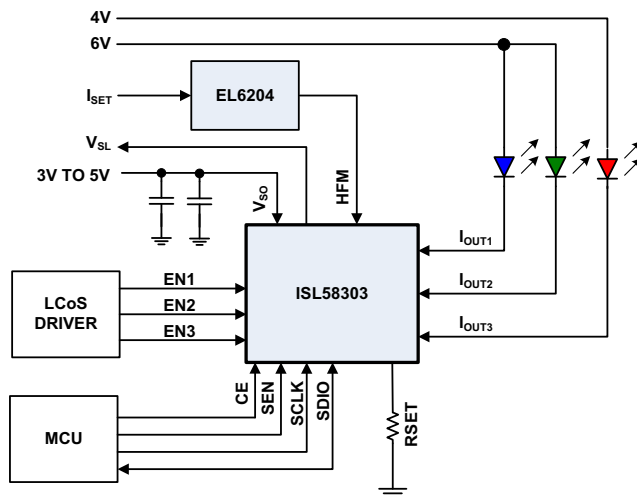 4V
6V
ISET
EL6204
VSL
3V TO 5V
VSO
HFM
IOUT1
LCoS
DRIVER
EN1
EN2
EN3
ISL58303
IOUT2
IOUT3
CE
SEN
SCLK
SDIO
RSET
MCU